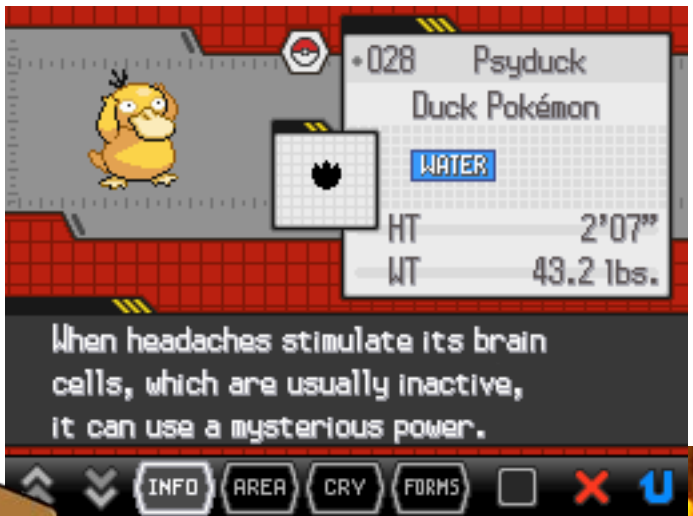 028 Psyduck
Duck Pokémon
WATER
HT 2'07”
WT 43.2 lbs.
When headaches stimulate its brain
cells, which are usually inactive,
it can use a mysterious power.
INFO AREA CRY FORMS